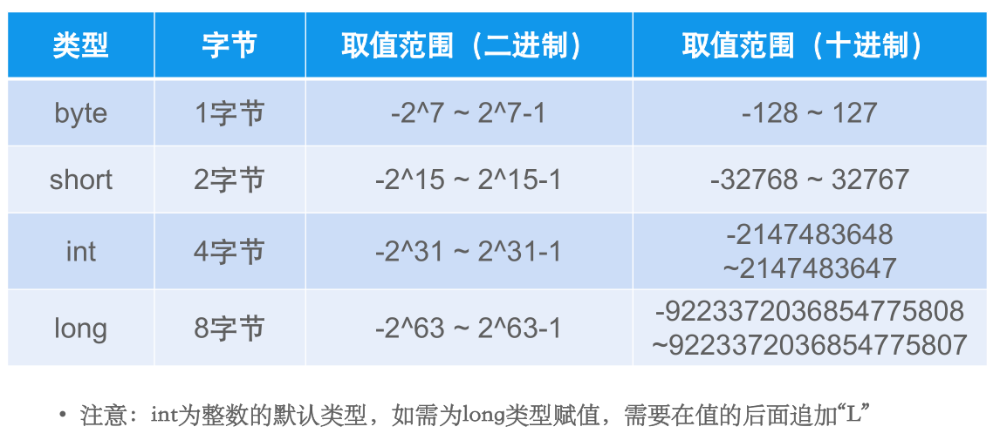 类型 字节 取值范围（二进制） 取值范围（十进制）
byte 1字节 -2^7 ~ 2^7-1 -128 ~ 127
short 2字节 -2^15 ~ 2^15-1 -32768 ~ 32767
int 4字节 -2^31 ~ 2^31-1 -2147483648
~2147483647
long 8字节 -2^63 ~ 2^63-1 -9223372036854775808
~9223372036854775807
• 注意：int为整数的默认类型，如需为long类型赋值，需要在值的后面追加“L”